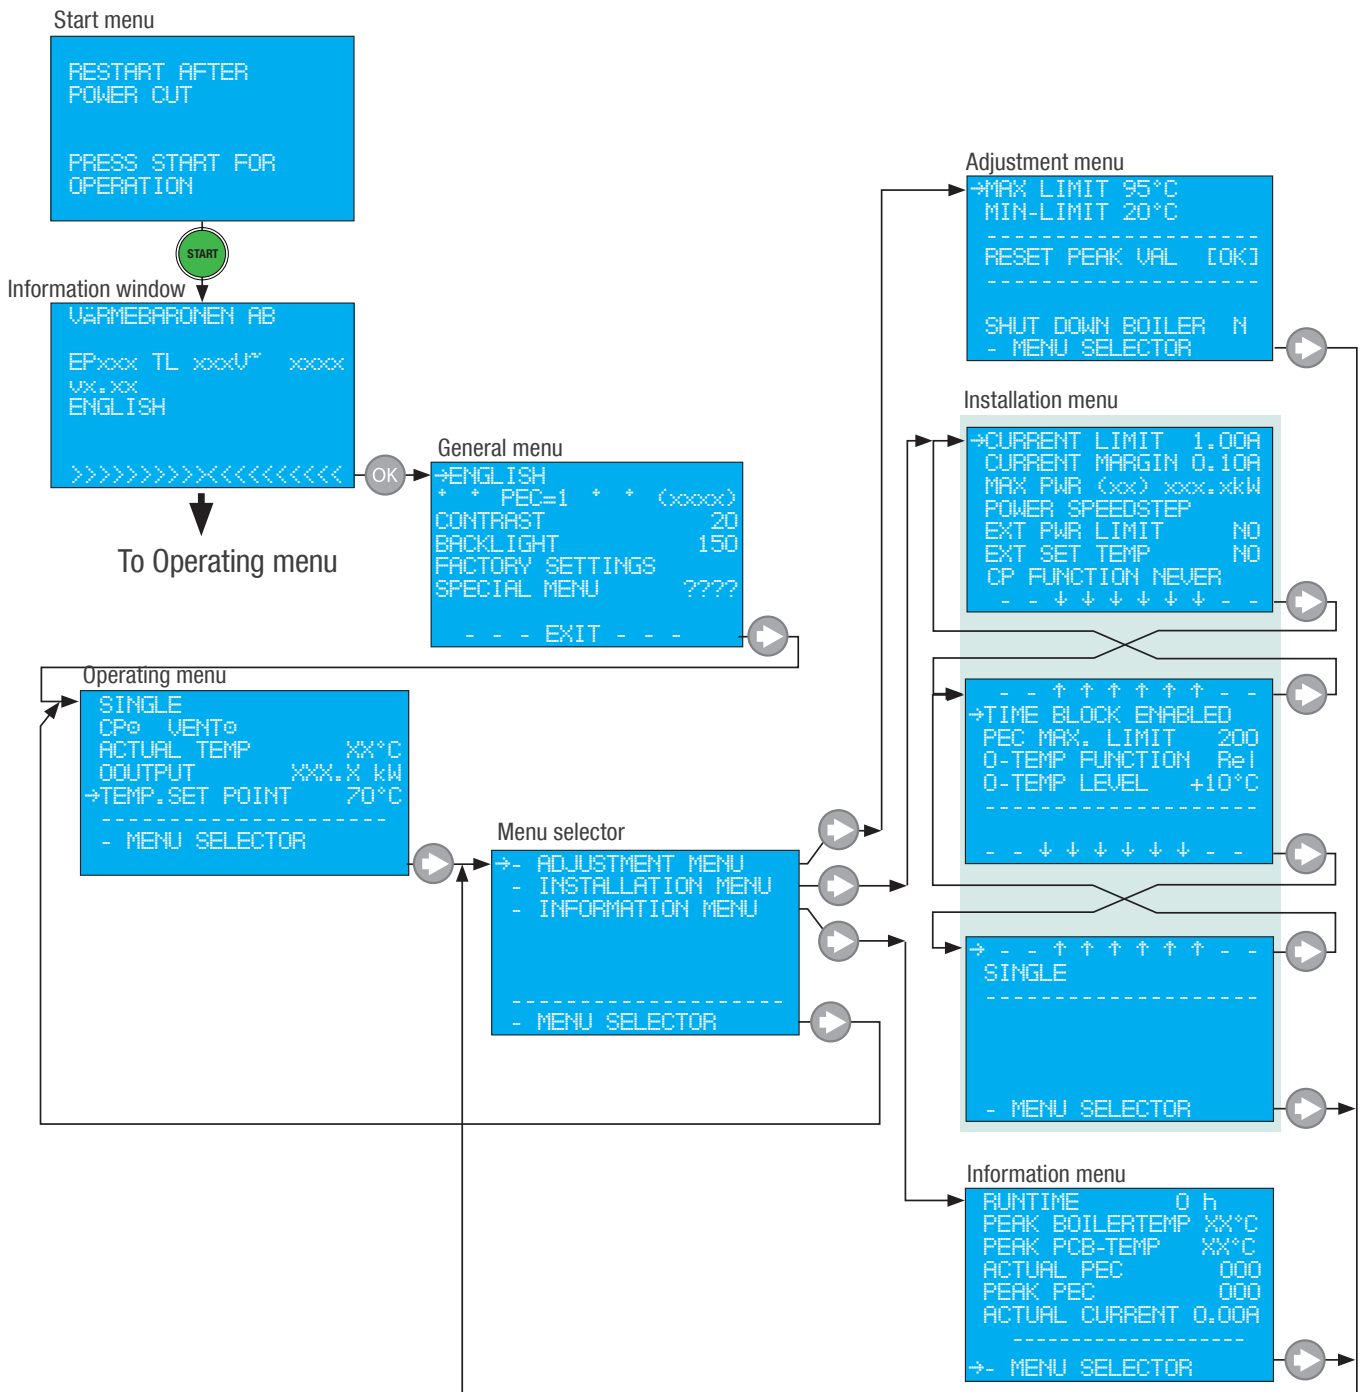 Start menu
RESTART AFTER
POWER CUT
PRESS START FOR
OPERATION
START
Information window
VÄRMEBARONEN AB
EPxxx TL xxxV~ xxxx
vx.xx
ENGLISH
>>>>>>>>>><<<<<<<<<<
OK
To Operating menu
General menu
→ENGLISH
* * PEC=1 * * (xxxx)
CONTRAST 20
BACKLIGHT 150
FACTORY SETTINGS
SPECIAL MENU ????
- - - EXIT - - -
Operating menu
SINGLE
CP⊙ VENT⊙
ACTUAL TEMP XX°C
OOUTPUT XXX.X kW
→TEMP.SET POINT 70°C
---------------------
- MENU SELECTOR
Menu selector
→- ADJUSTMENT MENU
- INSTALLATION MENU
- INFORMATION MENU
--------------------
- MENU SELECTOR
Adjustment menu
→MAX LIMIT 95°C
MIN-LIMIT 20°C
--------------------
RESET PEAK VAL [OK]
--------------------
SHUT DOWN BOILER N
- MENU SELECTOR
Installation menu
→CURRENT LIMIT 1.00A
CURRENT MARGIN 0.10A
MAX PWR (xx) xxx.xkW
POWER SPEEDSTEP
EXT PWR LIMIT NO
EXT SET TEMP NO
CP FUNCTION NEVER
- - ↓ ↓ ↓ ↓ ↓ ↓ - -
- - ↑ ↑ ↑ ↑ ↑ ↑ - -
→TIME BLOCK ENABLED
PEC MAX. LIMIT 200
O-TEMP FUNCTION Rel
O-TEMP LEVEL +10°C
--------------------
- - ↓ ↓ ↓ ↓ ↓ ↓ - -
→ - - ↑ ↑ ↑ ↑ ↑ ↑ - -
SINGLE
--------------------
- MENU SELECTOR
Information menu
RUNTIME 0 h
PEAK BOILERTEMP XX°C
PEAK PCB-TEMP XX°C
ACTUAL PEC 000
PEAK PEC 000
ACTUAL CURRENT 0.00A
--------------------
→- MENU SELECTOR